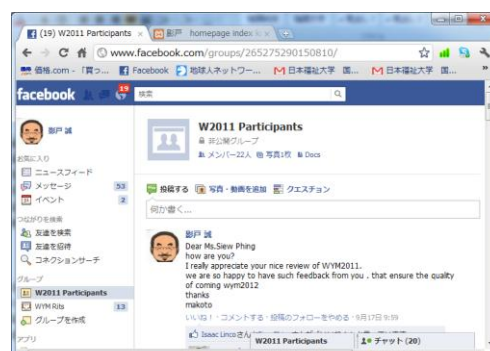 (19) W2011 Participants
影戸 homepage index
www.facebook.com/groups/265275290150810/
価格.com - 「買っ...
Facebook
地球人ネットワー...
日本福祉大学 国...
日本福祉大学 国...
facebook
19
検索
影戸 誠
W2011 Participants
非公開グループ
メンバー22人 写真1枚 Docs
お気に入り
ニュースフィード
メッセージ 53
イベント 2
つながりを検索
友達を検索
友達を招待
コネクションサーチ
グループ
W2011 Participants
WYM Rits 13
グループを作成
アプリ
投稿する 写真・動画を追加 クエスチョン
何か書く...
影戸 誠
Dear Ms.Siew Phing
how are you?
I really appreciate your nice review of WYM2011.
we are so happy to have such feedback from you . that ensure the quality
of coming wym2012
thanks
makoto
いいね！ · コメントする · 投稿のフォローをやめる · 9月17日 9:59
Isaac Lincoさん
W2011 Participants
チャット (20)